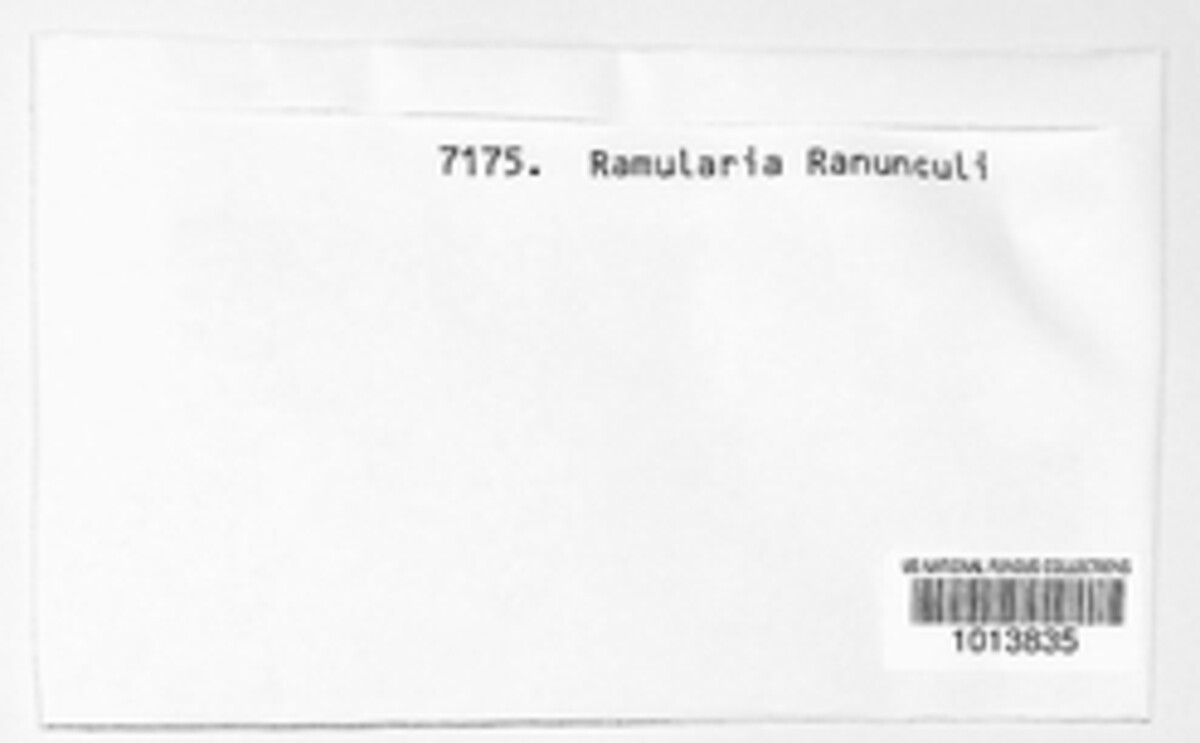 7175. Ramularia Ranunculi
US NATIONAL FUNGUS COLLECTIONS
1013835